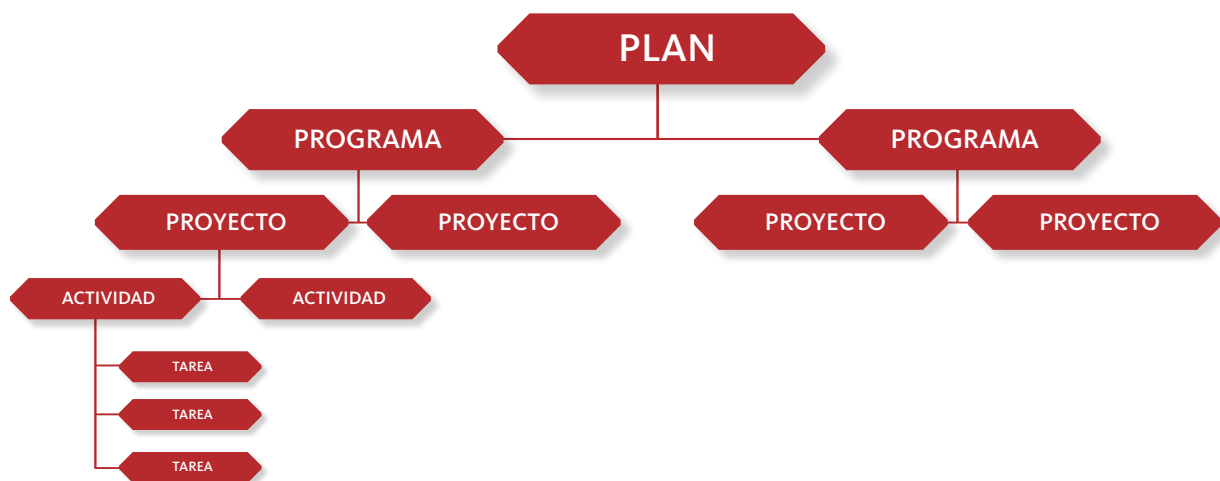 PLAN
PROGRAMA
PROGRAMA
PROYECTO
PROYECTO
PROYECTO
PROYECTO
ACTIVIDAD
ACTIVIDAD
TAREA
TAREA
TAREA